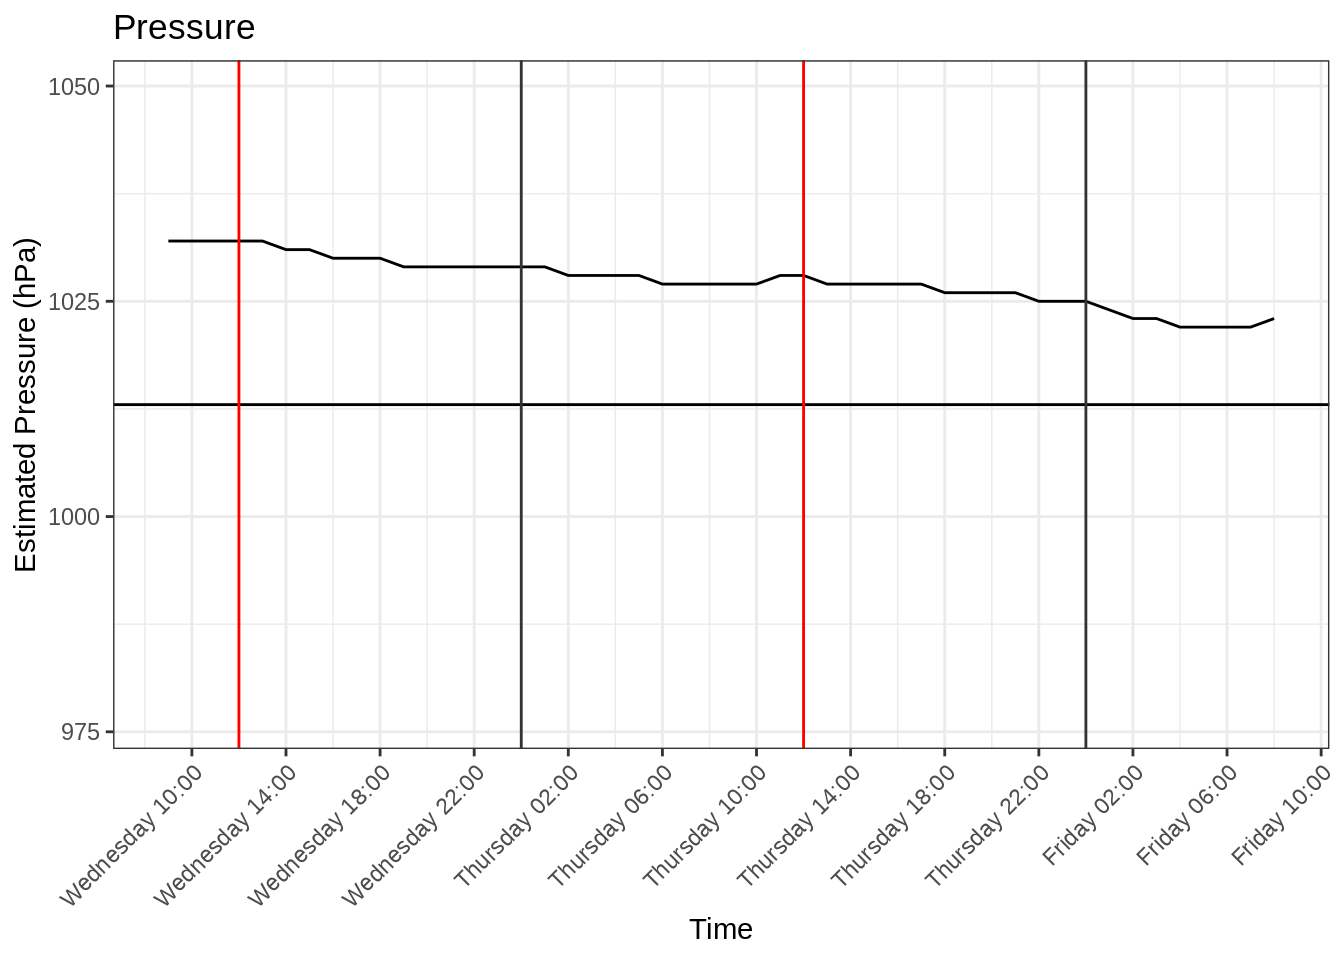 Pressure
Estimated Pressure (hPa)
1050
1025
1000
975
Wednesday 10:00
Wednesday 14:00
Wednesday 18:00
Wednesday 22:00
Thursday 02:00
Thursday 06:00
Thursday 10:00
Thursday 14:00
Thursday 18:00
Thursday 22:00
Friday 02:00
Friday 06:00
Friday 10:00
Time